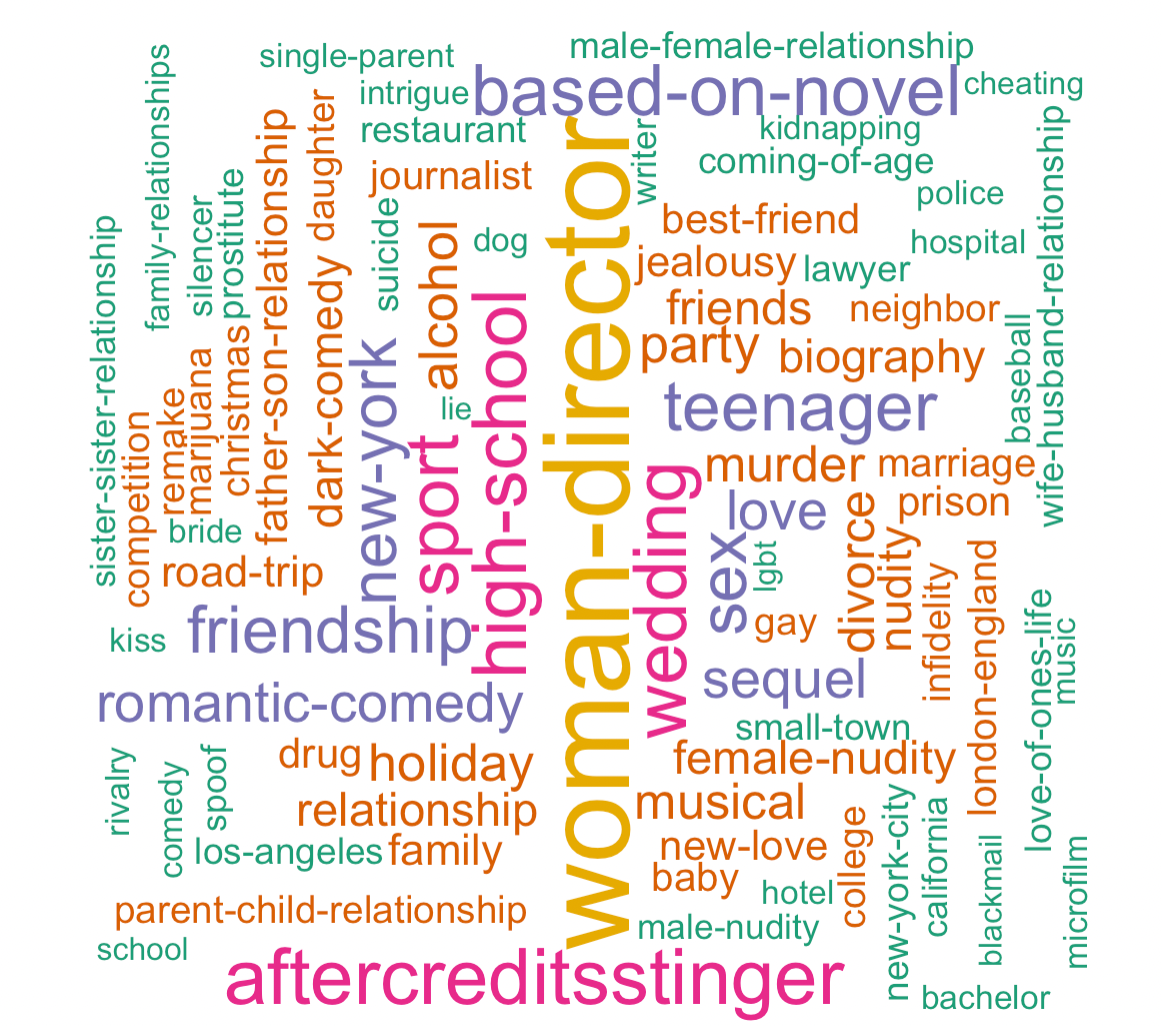 single-parent
male-female-relationship
intrigue
based-on-novel
cheating
restaurant
kidnapping
writer
coming-of-age
journalist
police
family-relationships
silencer
prostitute
father-son-relationship
daughter
suicide
alcohol
dog
woman-director
best-friend
hospital
jealousy
lawyer
friends
neighbor
party
biography
baseball
wife-husband-relationship
sister-sister-relationship
competition
remake
marijuana
christmas
dark-comedy
new-york
lie
sport
high-school
teenager
murder
marriage
wedding
love
prison
bride
road-trip
sex
lgbt
divorce
nudity
gay
infidelity
london-england
love-of-ones-life
music
kiss
friendship
sequel
romantic-comedy
small-town
rivalry
comedy
spoof
drug
holiday
female-nudity
relationship
musical
los-angeles
family
new-love
baby
college
new-york-city
california
blackmail
microfilm
hotel
parent-child-relationship
male-nudity
school
aftercreditsstinger
bachelor